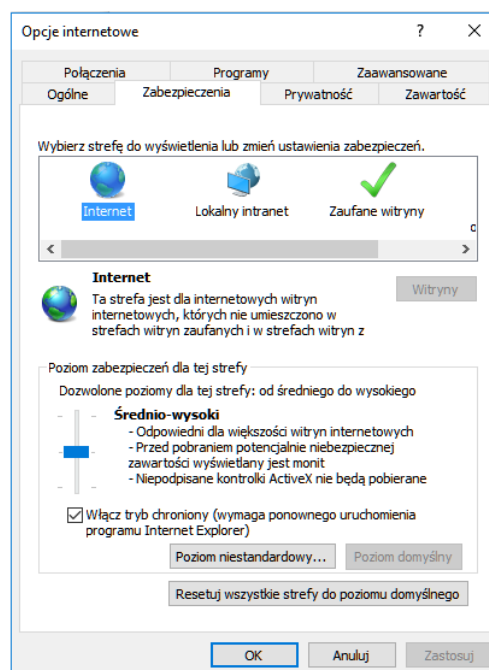 Opcje internetowe
?
Połączenia Programy Zaawansowane
Ogólne Zabezpieczenia Prywatność Zawartość
Wybierz strefę do wyświetlenia lub zmień ustawienia zabezpieczeń.
Internet Lokalny intranet Zaufane witryny
Internet
Witryny
Ta strefa jest dla internetowych witryn
internetowych, których nie umieszczono w
strefach witryn zaufanych i w strefach witryn z
Poziom zabezpieczeń dla tej strefy
Dozwolone poziomy dla tej strefy: od średniego do wysokiego
Średnio-wysoki
- Odpowiedni dla większości witryn internetowych
- Przed pobraniem potencjalnie niebezpiecznej
zawartości wyświetlany jest monit
- Niepodpisane kontrolki ActiveX nie będą pobierane
Włącz tryb chroniony (wymaga ponownego uruchomienia
programu Internet Explorer)
Poziom niestandardowy... Poziom domyślny
Resetuj wszystkie strefy do poziomu domyślnego
OK Anuluj Zastosuj